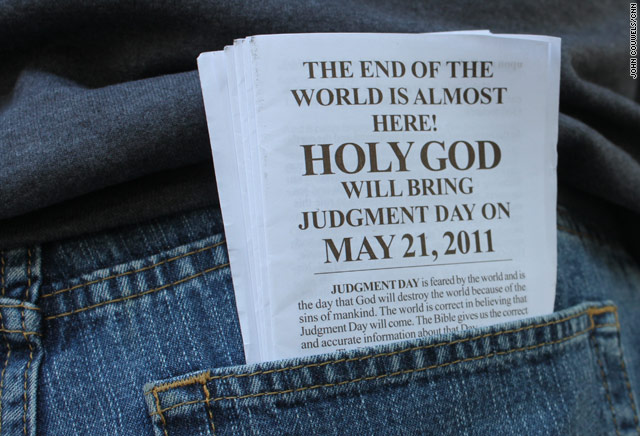 THE END OF THE
WORLD IS ALMOST
HERE!
HOLY GOD
WILL BRING
JUDGMENT DAY ON
MAY 21, 2011
JUDGMENT DAY is feared by the world and is
the day that God will destroy the world because of the
sins of mankind. The world is correct in believing that
Judgment Day will come. The Bible gives us the correct
and accurate information about that Day
JOHN COUWELS/CNN